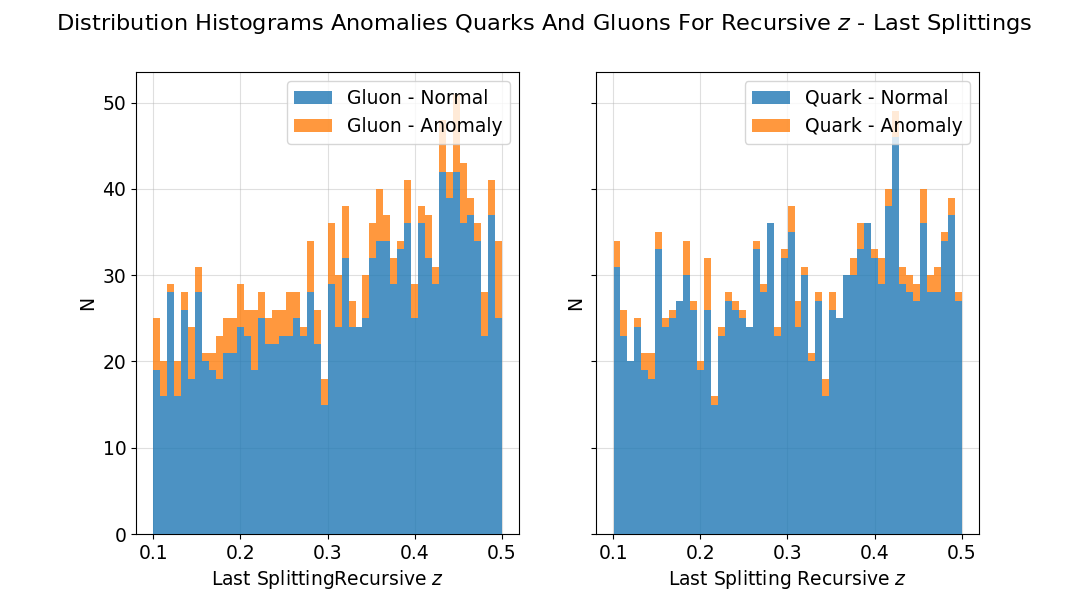 Distribution Histograms Anomalies Quarks And Gluons For Recursive z - Last Splittings
Gluon - Normal
Gluon - Anomaly
N
50
40
30
20
10
0
0.1 0.2 0.3 0.4 0.5
Last SplittingRecursive z
Quark - Normal
Quark - Anomaly
N
0.1 0.2 0.3 0.4 0.5
Last Splitting Recursive z